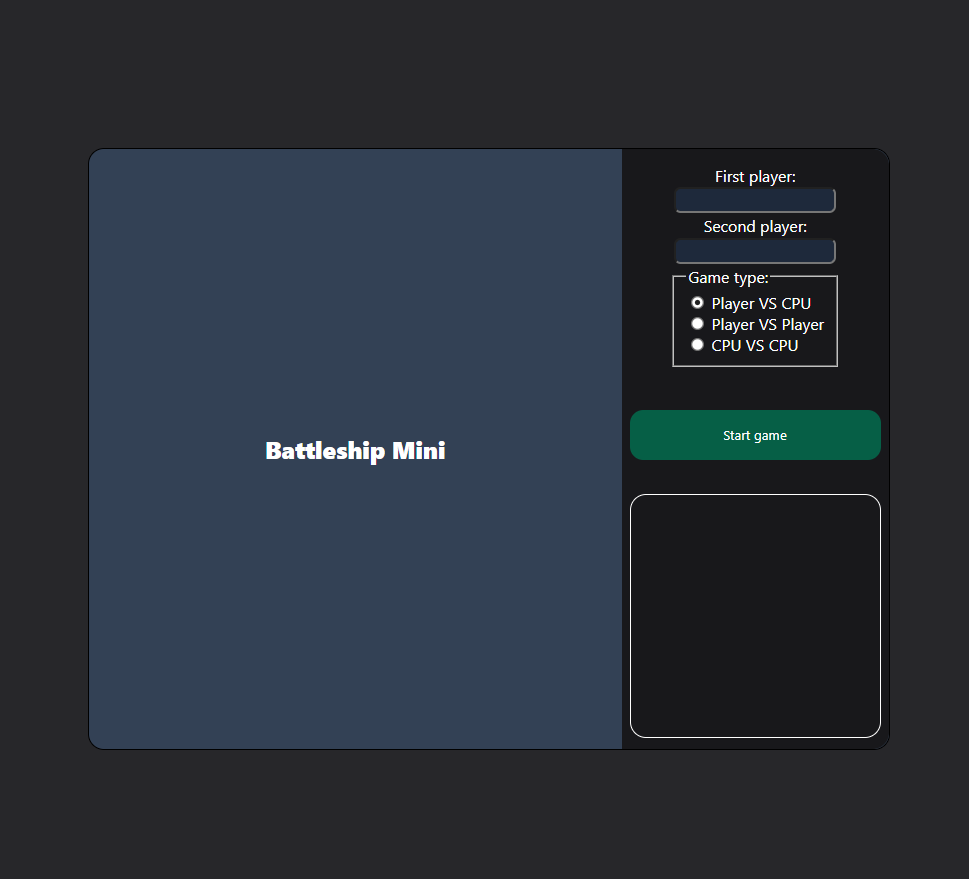 Battleship Mini
First player:
Second player:
Game type:
Player VS CPU
Player VS Player
CPU VS CPU
Start game